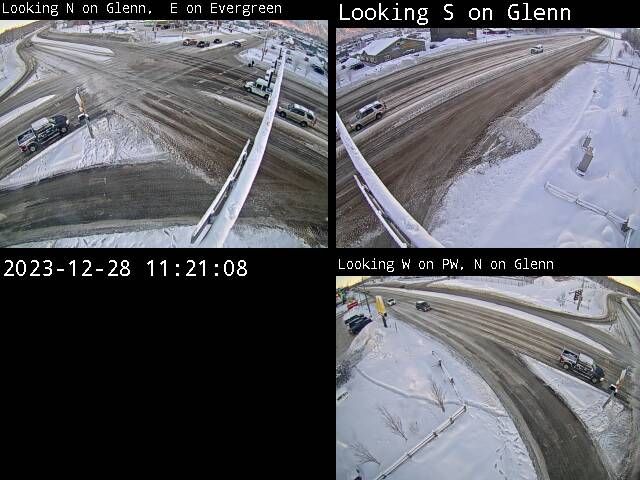 Looking N on Glenn,  E on Evergreen
Looking S on Glenn
2023-12-28 11:21:08
Looking W on PW, N on Glenn